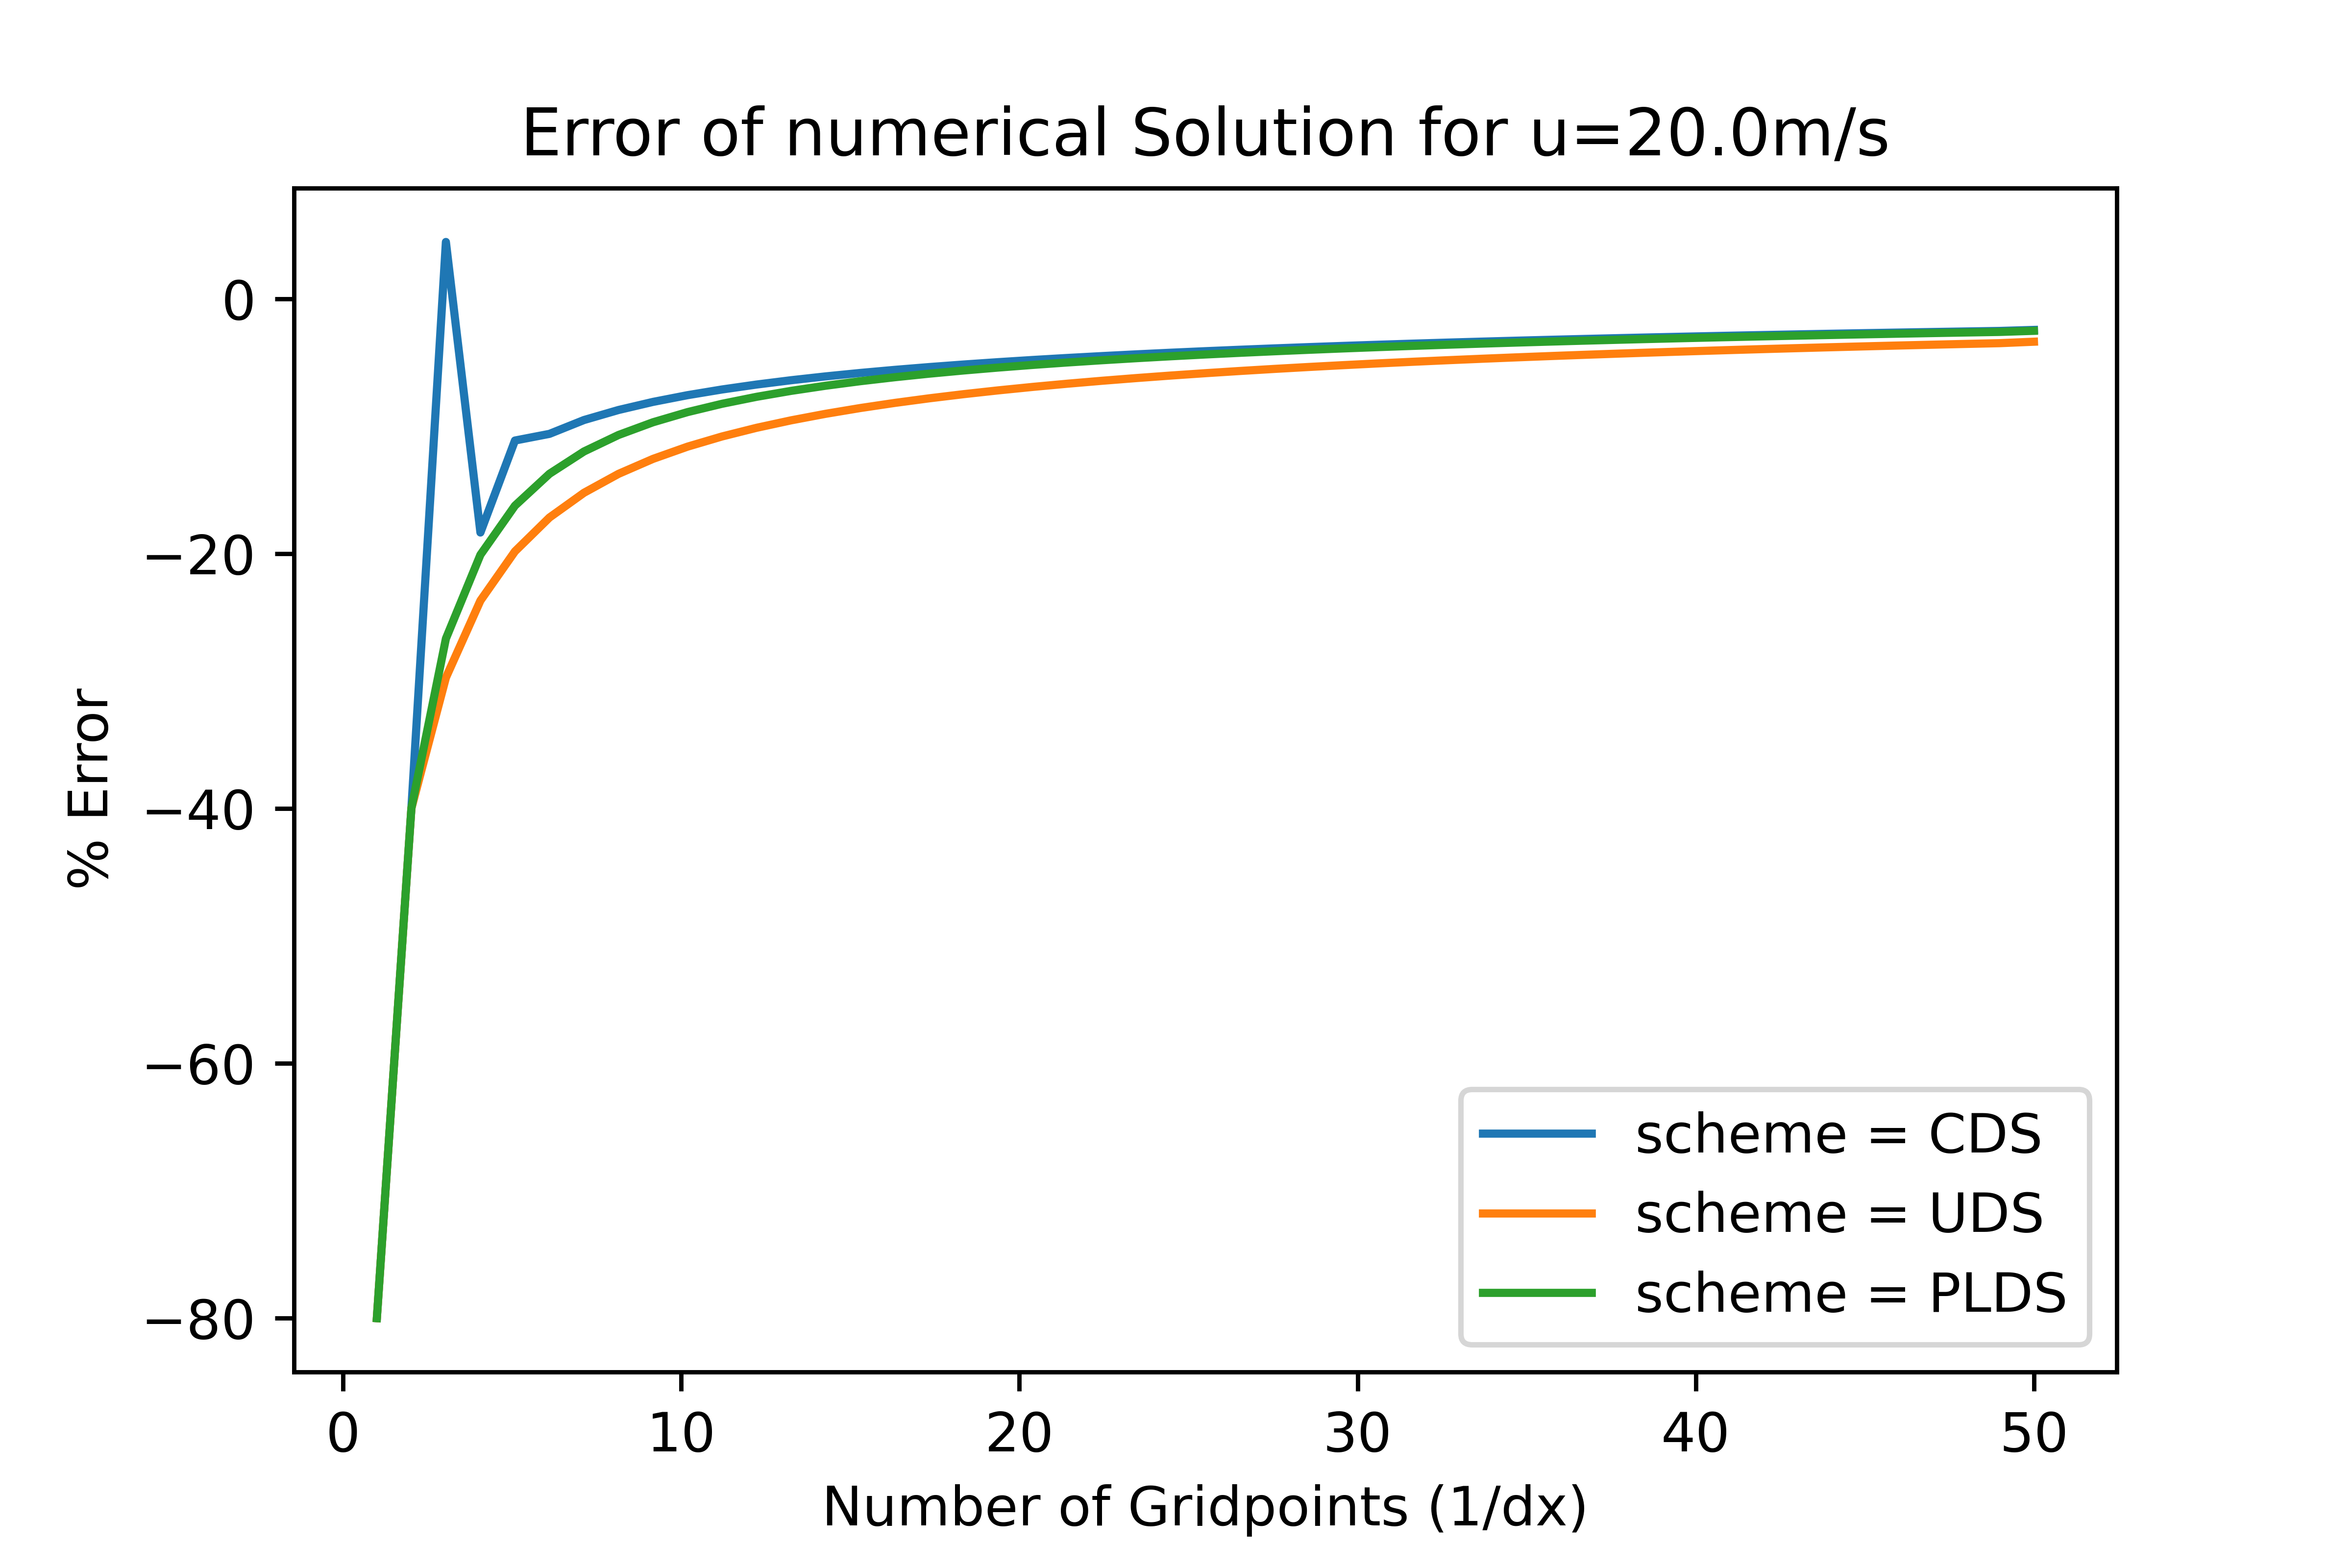 Error of numerical Solution for u=20.0m/s
0
−20
−40
−60
−80
% Error
scheme = CDS
scheme = UDS
scheme = PLDS
0 10 20 30 40 50
Number of Gridpoints (1/dx)